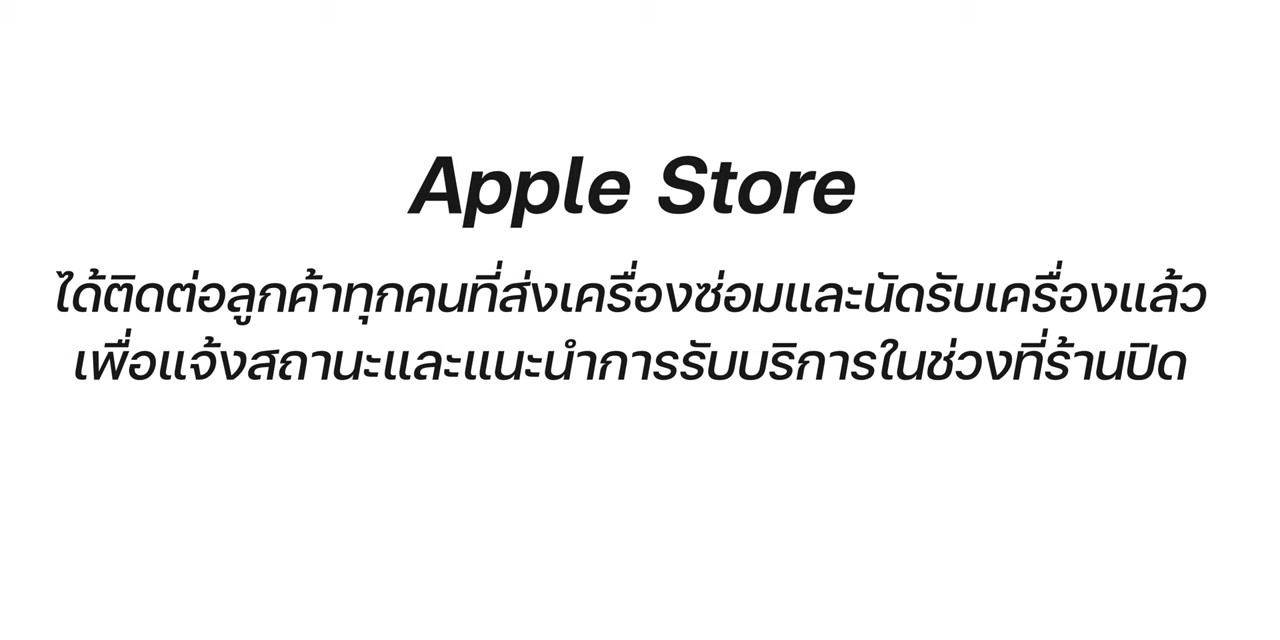 Apple Store
ได้ติดต่อลูกค้าทุกคนที่ส่งเครื่องซ่อมและนัดรับเครื่องแล้ว
เพื่อแจ้งสถานะและแนะนำการรับบริการในช่วงที่ร้านปิด